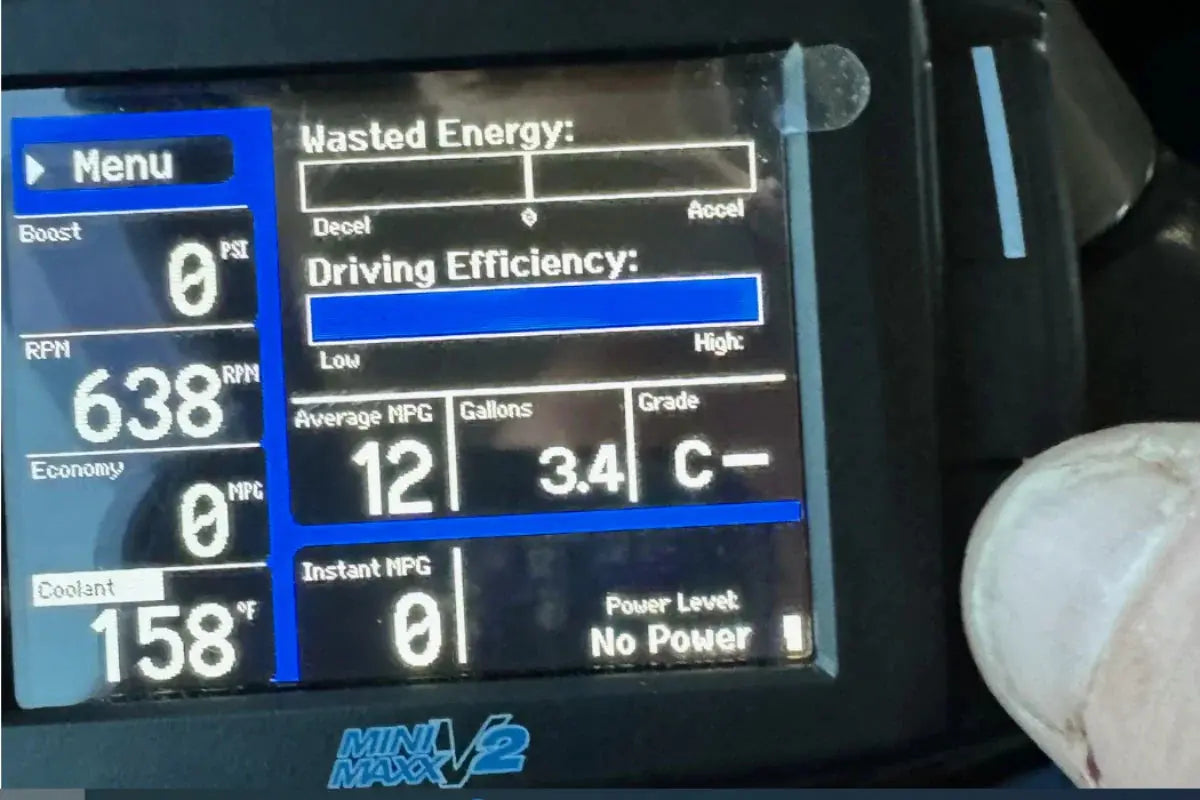 Menu
Boost
0 PSI
RPM
638 RPM
Economy
0 MPG
Coolant
158 °F
Wasted Energy:
Decel 0 Accel
Driving Efficiency:
Low High:
Average MPG
12
Gallons
3.4
Grade
C-
Instant MPG
0
Power Level:
No Power
MINI
MAXX V2